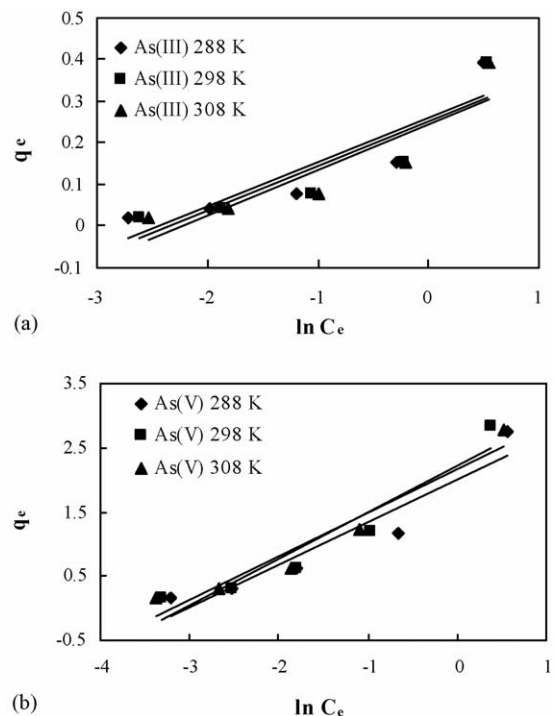 0.5
As(III) 288 K
0.4
As(III) 298 K
0.3
As(III) 308 K
qe
0.2
0.1
0
-0.1
-3 -2 -1 0 1
(a)
ln Ce
3.5
As(V) 288 K
As(V) 298 K
2.5
As(V) 308 K
qe
1.5
0.5
-0.5
-4 -3 -2 -1 0 1
(b)
ln Ce